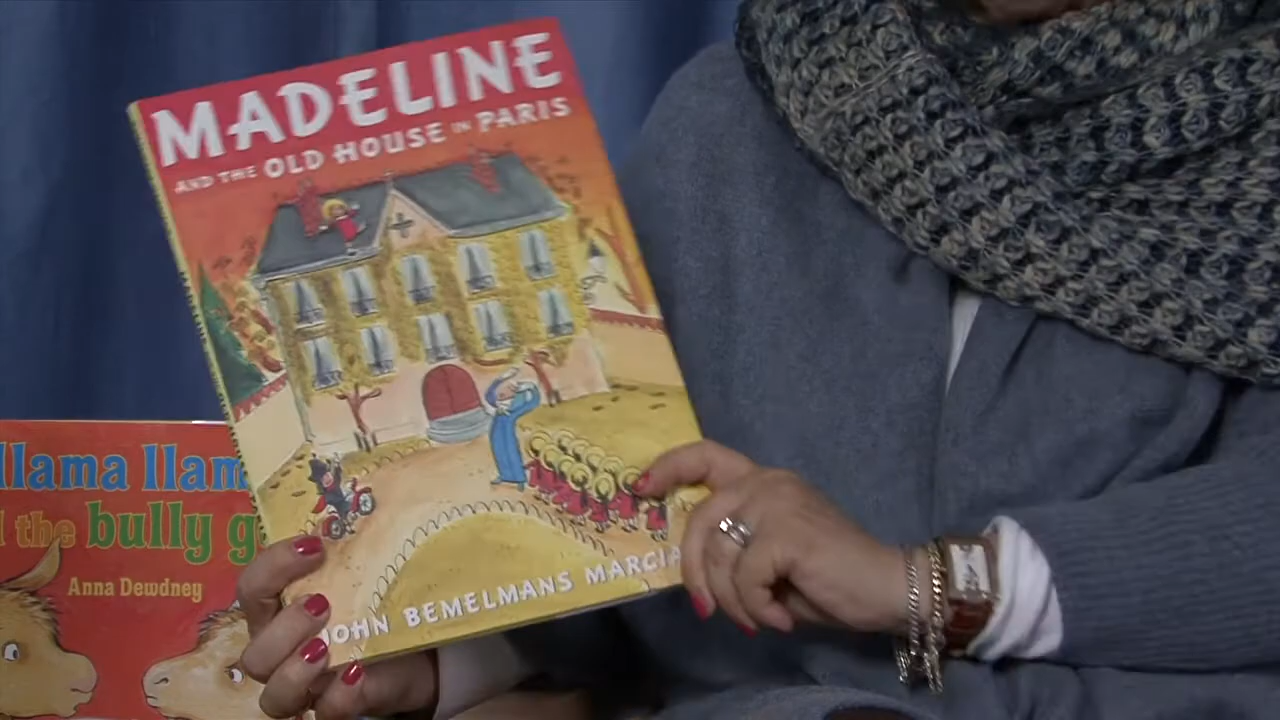 MADELINE
AND THE OLD HOUSE IN PARIS
JOHN BEMELMANS MARCIA
llama llam
the bully g
Anna Dewdney